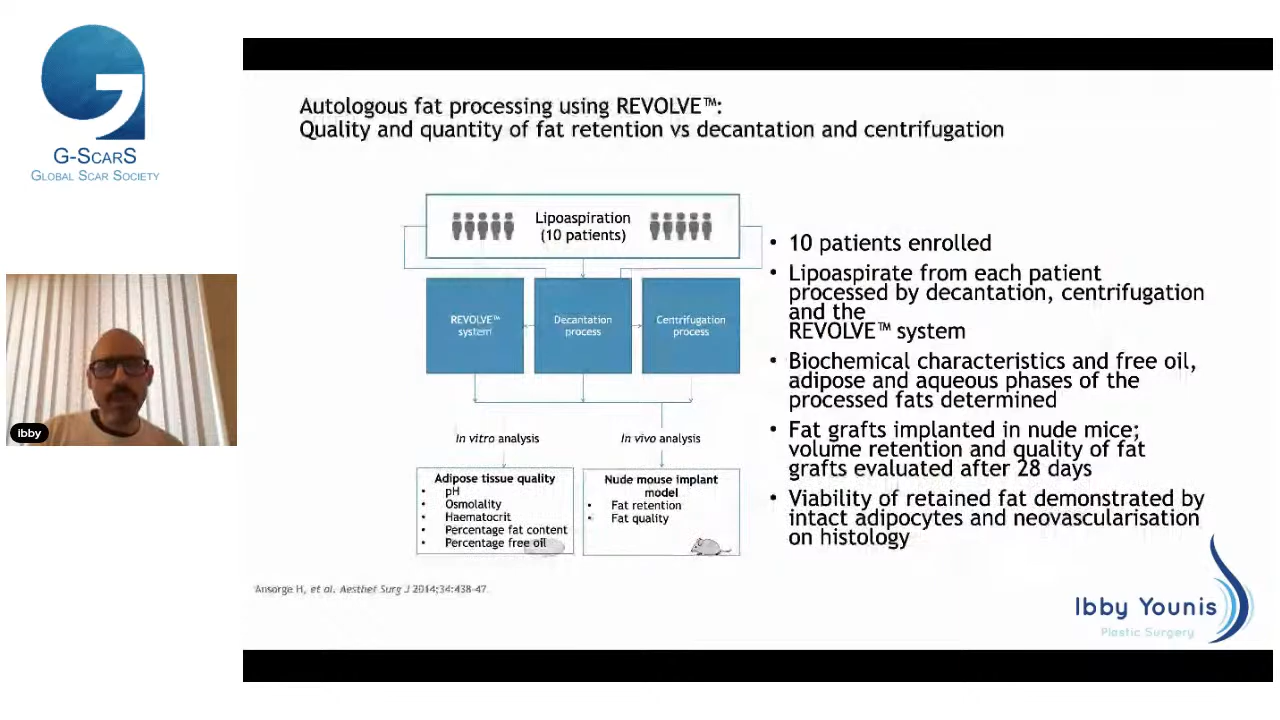 G-SCARS
GLOBAL SCAR SOCIETY
ibby
Autologous fat processing using REVOLVE™:
Quality and quantity of fat retention vs decantation and centrifugation
Lipoaspiration
(10 patients)
REVOLVE™
system
Decantation
process
Centrifugation
process
In vitro analysis
In vivo analysis
Adipose tissue quality
• pH
• Osmolality
• Haematocrit
• Percentage fat content
• Percentage free oil
Nude mouse implant
model
• Fat retention
• Fat quality
• 10 patients enrolled
• Lipoaspirate from each patient
processed by decantation, centrifugation
and the
REVOLVE™ system
• Biochemical characteristics and free oil,
adipose and aqueous phases of the
processed fats determined
• Fat grafts implanted in nude mice;
volume retention and quality of fat
grafts evaluated after 28 days
• Viability of retained fat demonstrated by
intact adipocytes and neovascularisation
on histology
Ansorge H, et al. Aesthet Surg J 2014;34:438-47.
Ibby Younis
Plastic Surgery